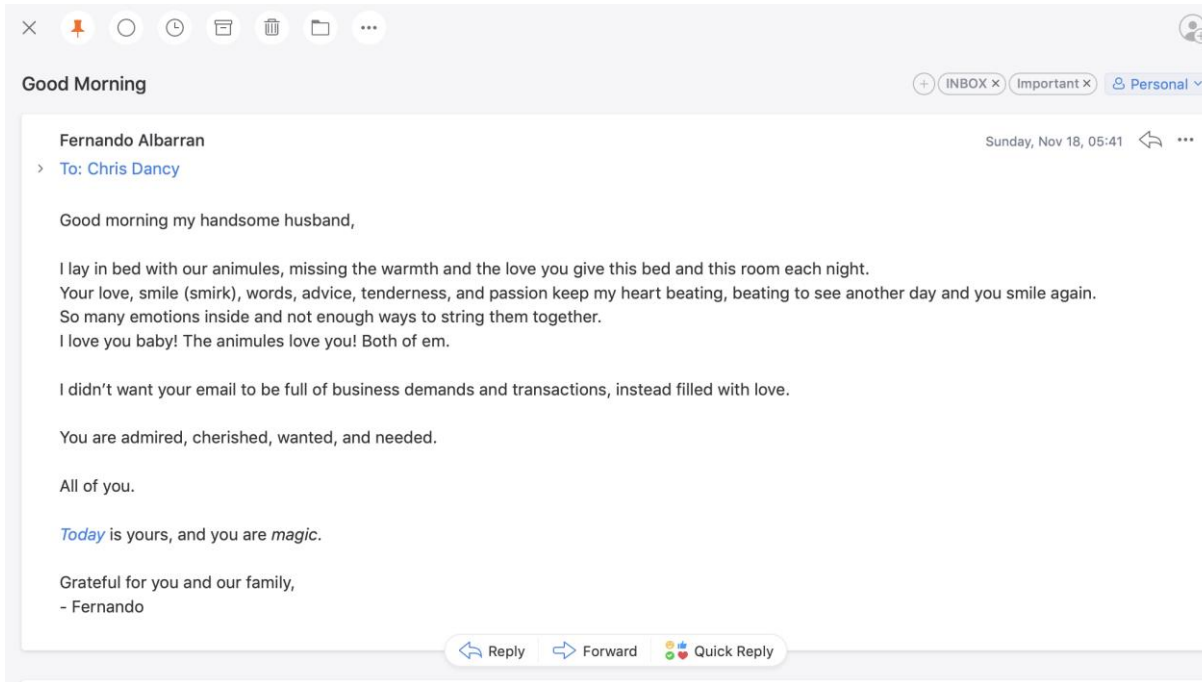 Good Morning
INBOX ×
Important ×
Personal
Fernando Albarran
Sunday, Nov 18, 05:41
To: Chris Dancy
Good morning my handsome husband,
I lay in bed with our animules, missing the warmth and the love you give this bed and this room each night.
Your love, smile (smirk), words, advice, tenderness, and passion keep my heart beating, beating to see another day and you smile again.
So many emotions inside and not enough ways to string them together.
I love you baby! The animules love you! Both of em.
I didn’t want your email to be full of business demands and transactions, instead filled with love.
You are admired, cherished, wanted, and needed.
All of you.
Today is yours, and you are magic.
Grateful for you and our family,
- Fernando
Reply
Forward
Quick Reply